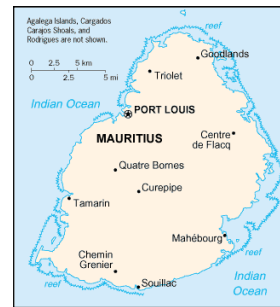 Agalega Islands, Cargados
Carajos Shoals, and
Rodrigues are not shown.
0 2.5 5 km
0 2.5 5 mi
reef
Goodlands
Triolet
Indian Ocean
PORT LOUIS
MAURITIUS
Centre
de Flacq
Quatre Bornes
Curepipe
Tamarin
Mahébourg
Chemin
Grenier
reef
Souillac
reef
Indian
Ocean